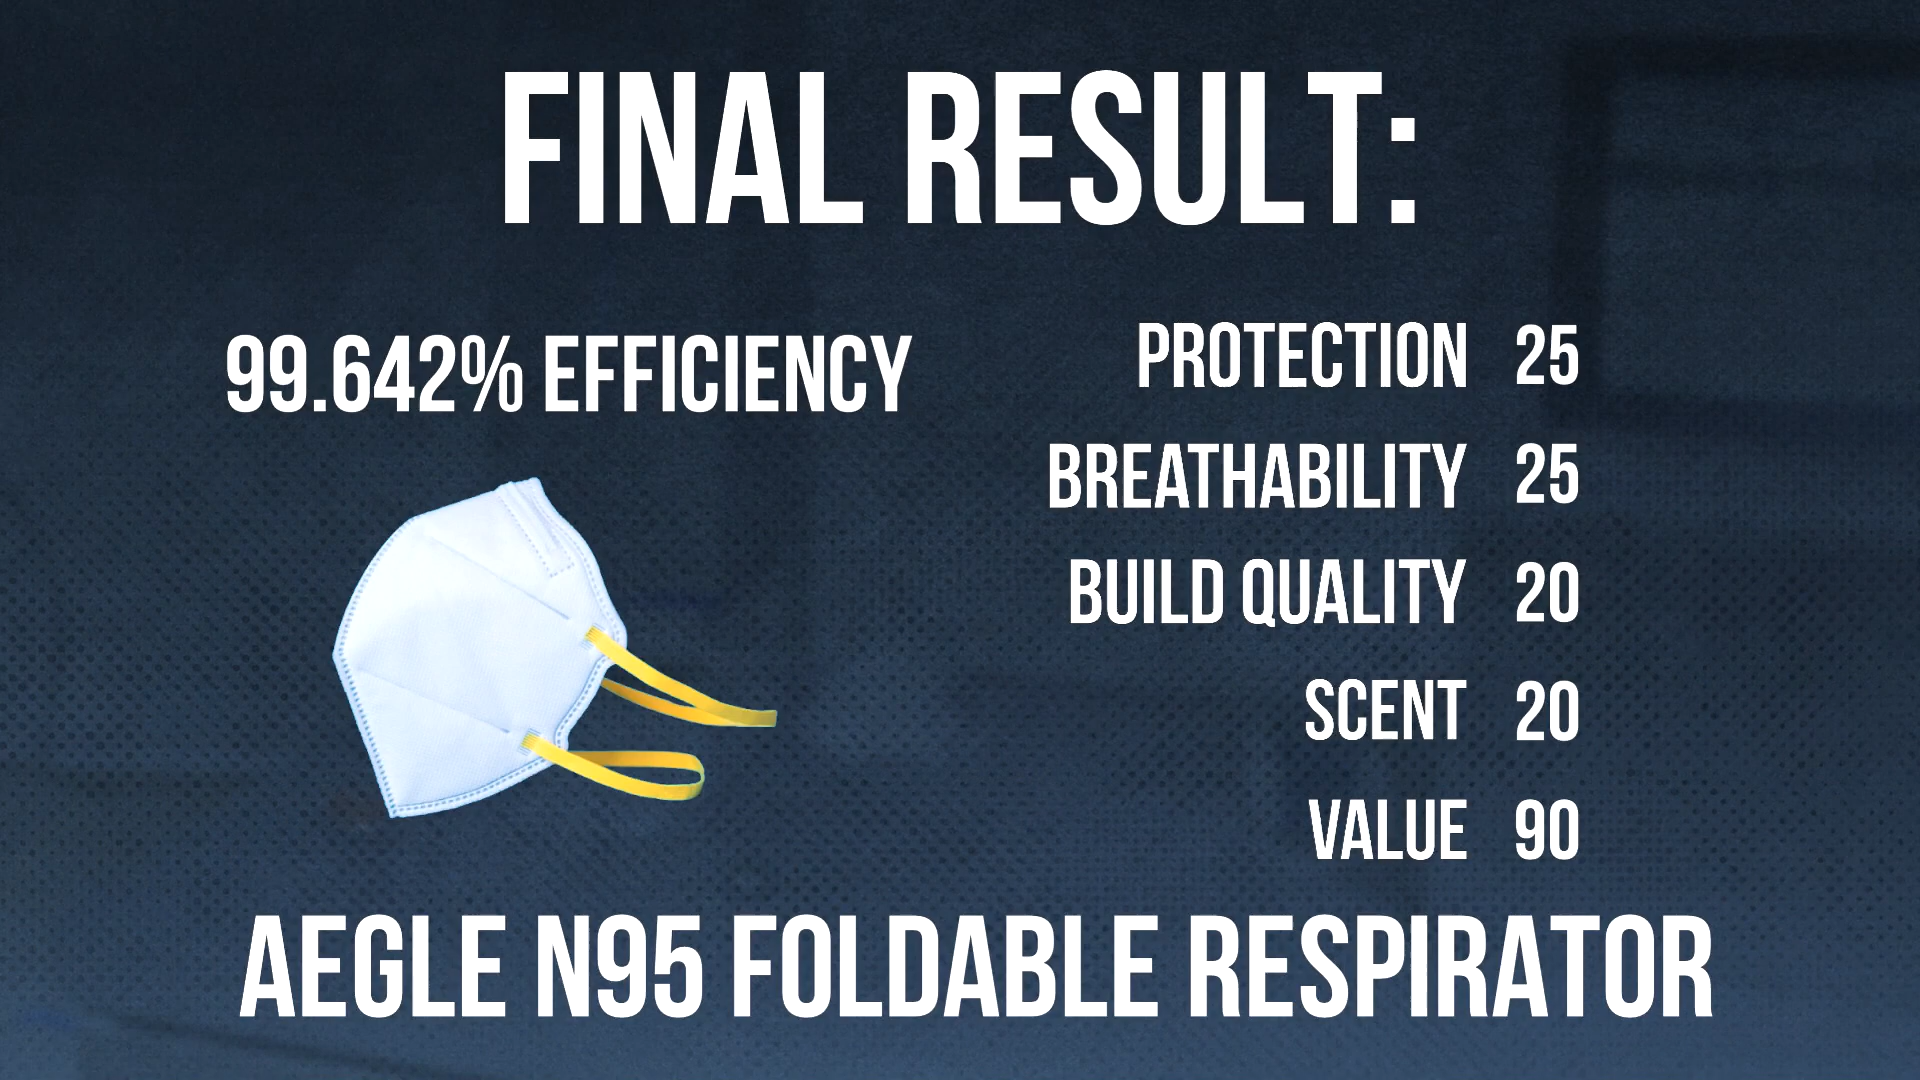 FINAL RESULT:
99.642% EFFICIENCY
PROTECTION 25
BREATHABILITY 25
BUILD QUALITY 20
SCENT 20
VALUE 90
AEGLE N95 FOLDABLE RESPIRATOR